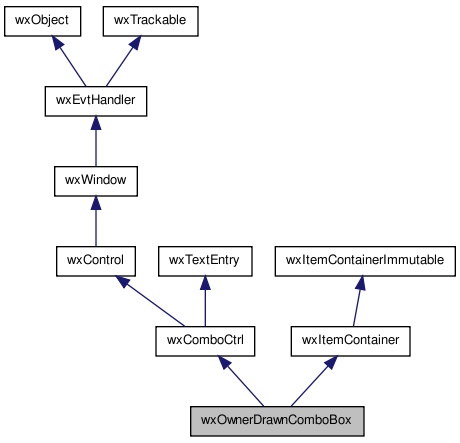 wxObject
wxTrackable
wxEvtHandler
wxWindow
wxControl
wxTextEntry
wxItemContainerImmutable
wxComboCtrl
wxItemContainer
wxOwnerDrawnComboBox